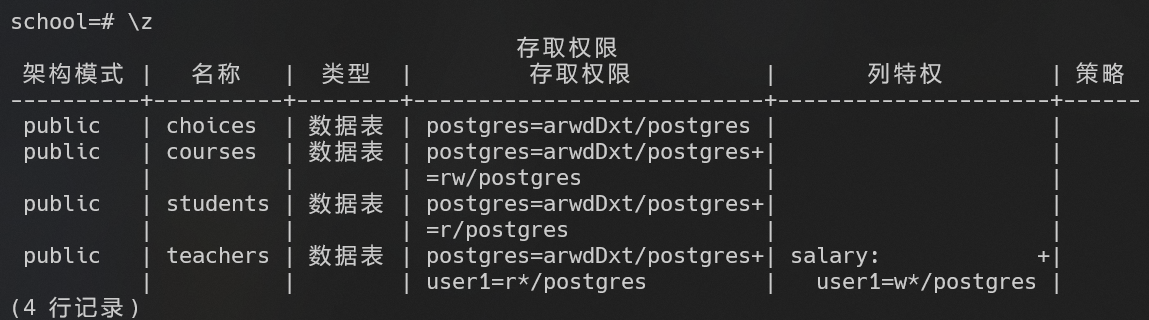 school=# \z
存取权限
架构模式 | 名称 | 类型 | 存取权限 | 列特权 | 策略
----------+----------+--------+---------------------------+---------------------+------
public | choices | 数据表 | postgres=arwdDxt/postgres | |
public | courses | 数据表 | postgres=arwdDxt/postgres+| |
| | | =rw/postgres | |
public | students | 数据表 | postgres=arwdDxt/postgres+| |
| | | =r/postgres | |
public | teachers | 数据表 | postgres=arwdDxt/postgres+| salary: +|
| | | user1=r*/postgres | user1=w*/postgres |
(4 行记录)